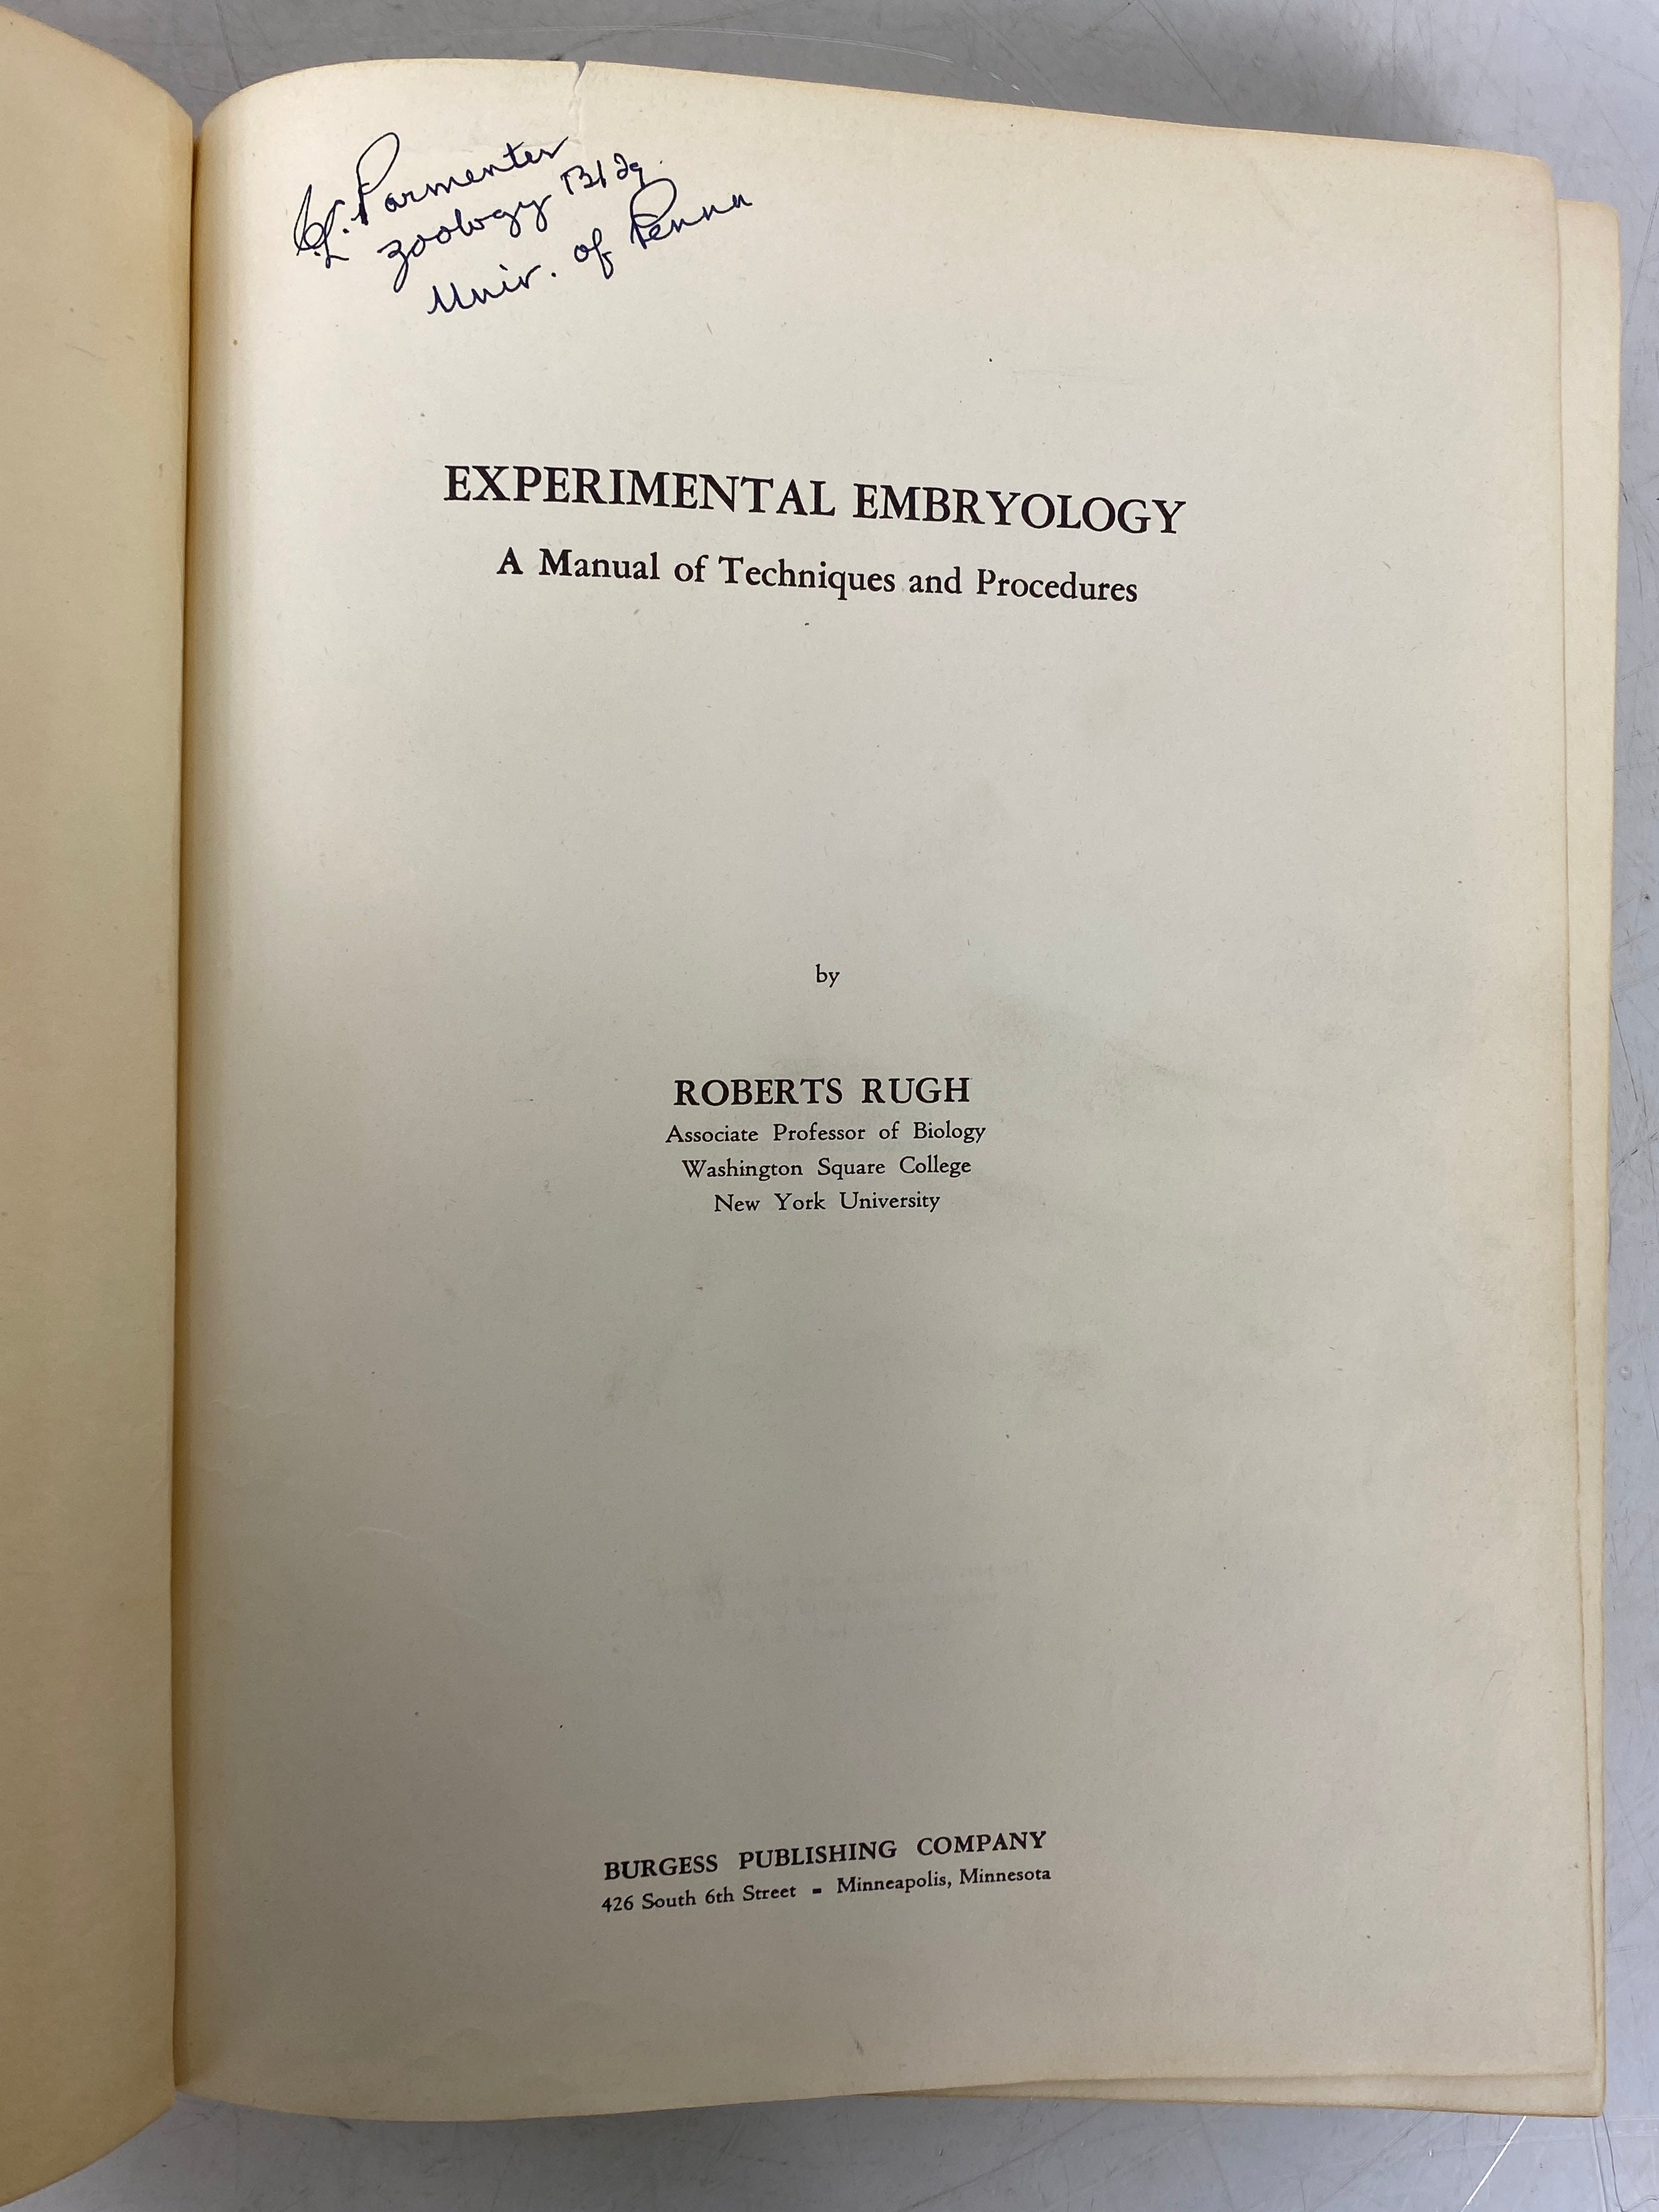 C.L. Parmenter
Zoology Bldg.
Univ. of Penna
EXPERIMENTAL EMBRYOLOGY
A Manual of Techniques and Procedures
by
ROBERTS RUGH
Associate Professor of Biology
Washington Square College
New York University
BURGESS PUBLISHING COMPANY
426 South 6th Street - Minneapolis, Minnesota